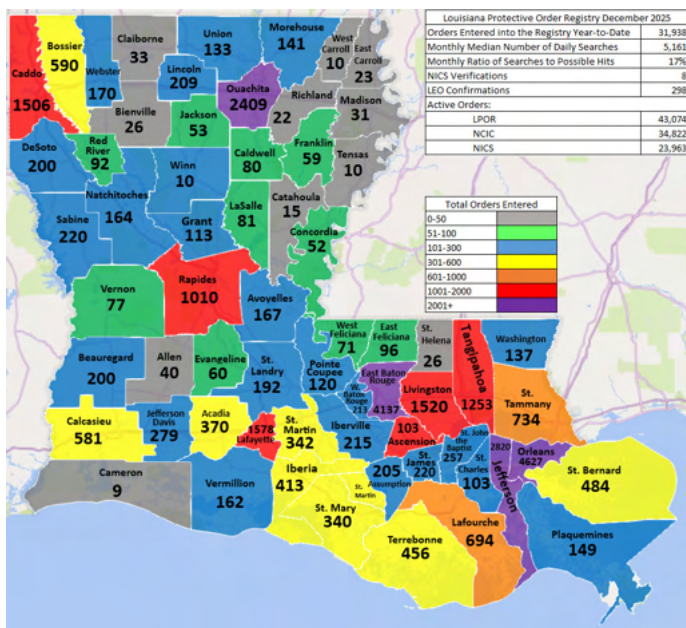 Louisiana Protective Order Registry December 2025
Orders Entered into the Registry Year-to-Date 31,938
Monthly Median Number of Daily Searches 5,161
Monthly Ratio of Searches to Possible Hits 17%
NICS Verifications 8
LEO Confirmations 298
Active Orders:
LPOR 43,074
NCIC 34,822
NICS 23,963
Total Orders Entered
0-50
51-100
101-300
301-600
601-1000
1001-2000
2001+
Caddo
1506
Bossier
590
Webster
170
Claiborne
33
Union
133
Morehouse
141
West
Carroll
10
East
Carroll
23
Lincoln
209
Ouachita
2409
Richland
22
Madison
31
Bienville
26
Jackson
53
Franklin
59
Tensas
10
Caldwell
80
DeSoto
200
Red
River
92
Winn
10
Natchitoches
164
Sabine
220
Grant
113
LaSalle
81
Catahoula
15
Concordia
52
Vernon
77
Rapides
1010
Avoyelles
167
Beauregard
200
Allen
40
Evangeline
60
St.
Landry
192
Pointe
Coupee
120
West
Feliciana
71
East
Feliciana
96
St.
Helena
26
Tangipahoa
1253
Washington
137
East Baton
Rouge
4137
W.
Baton
Rouge
213
Livingston
1520
St.
Tammany
734
Calcasieu
581
Jefferson
Davis
279
Acadia
370
1578
Lafayette
St.
Martin
342
Iberville
215
103
Ascension
St. John
the
Baptist
257
St.
Charles
103
2820
Jefferson
Orleans
4627
St. Bernard
484
Cameron
9
Vermillion
162
Iberia
413
St.
Martin
205
Assumption
St.
James
220
St. Mary
340
Terrebonne
456
Lafourche
694
Plaquemines
149